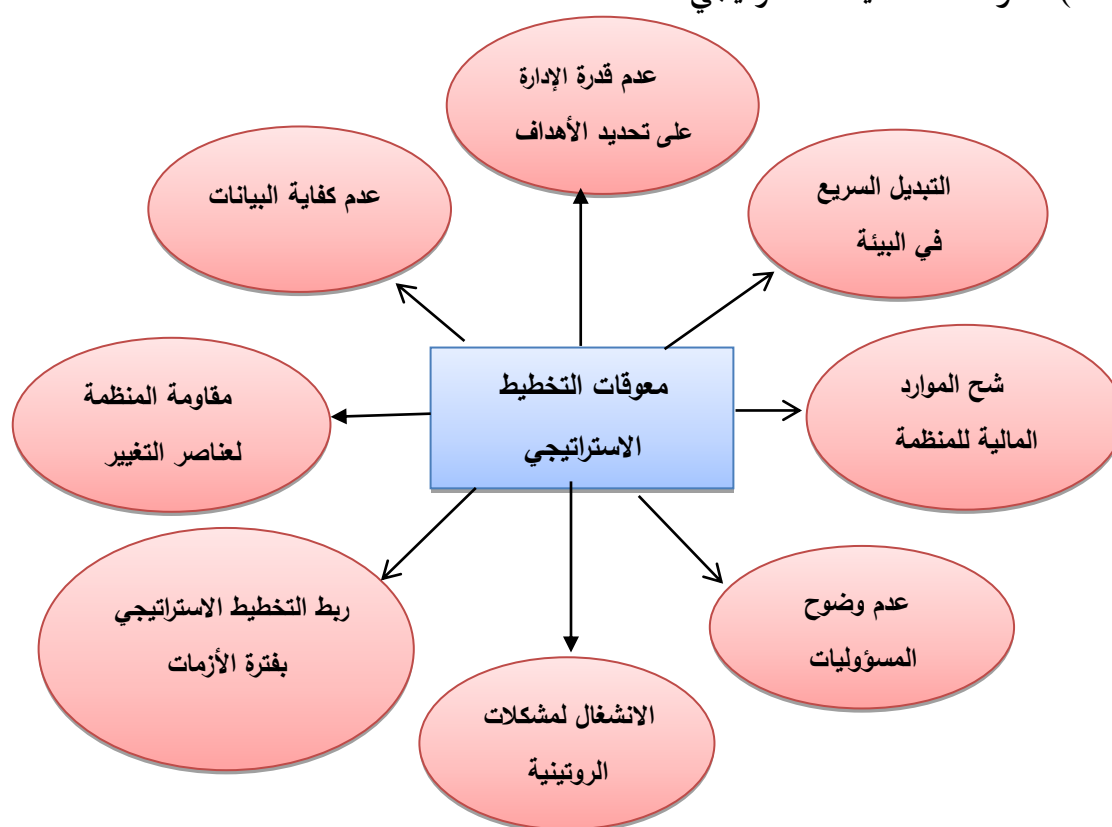 عدم قدرة الإدارة
على تحديد الأهداف
التبديل السريع
في البيئة
عدم كفاية البيانات
معوقات التخطيط
الاستراتيجي
شح الموارد
المالية للمنظمة
مقاومة المنظمة
لعناصر التغيير
عدم وضوح
المسؤوليات
ربط التخطيط الاستراتيجي
بفترة الأزمات
الانشغال لمشكلات
الروتينية